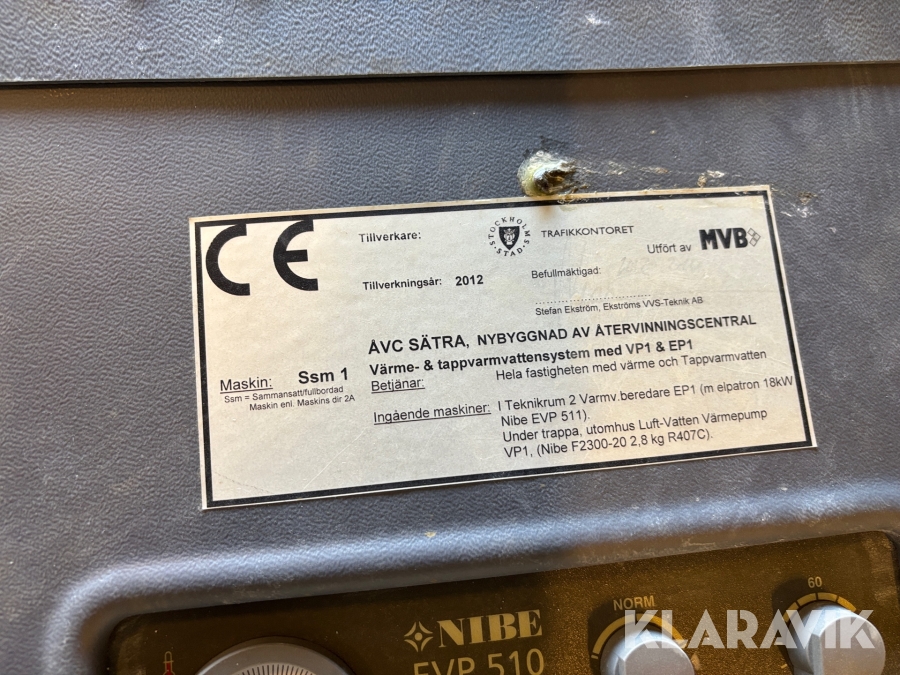 CE
Tillverkare:
STOCKHOLMS STAD
TRAFIKKONTORET
Utfört av MVB
Tillverkningsår: 2012
Befullmäktigad:
Stefan Ekström, Ekströms VVS-Teknik AB
ÅVC SÄTRA, NYBYGGNAD AV ÅTERVINNINGSCENTRAL
Värme- & tappvarmvattensystem med VP1 & EP1
Maskin: Ssm 1
Ssm = Sammansatt/fullbordad
Maskin enl. Maskins dir 2A
Betjänar: Hela fastigheten med värme och Tappvarmvatten
Ingående maskiner: I Teknikrum 2 Varmv.beredare EP1 (m elpatron 18kW
Nibe EVP 511).
Under trappa, utomhus Luft-Vatten Värmepump
VP1, (Nibe F2300-20 2,8 kg R407C).
NIBE
EVP 510
NORM
60
KLARAVIK